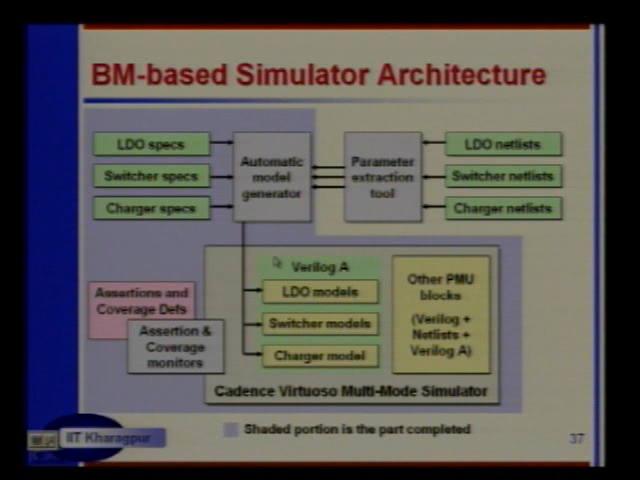 BM-based Simulator Architecture
LDO specs
Switcher specs
Charger specs
Automatic
model
generator
Parameter
extraction
tool
LDO netlists
Switcher netlists
Charger netlists
Verilog A
LDO models
Switcher models
Charger model
Other PMU
blocks
(Verilog +
Netlists +
Verilog A)
Assertions and
Coverage Defs
Assertion &
Coverage
monitors
Cadence Virtuoso Multi-Mode Simulator
Shaded portion is the part completed
IIT Kharagpur
37